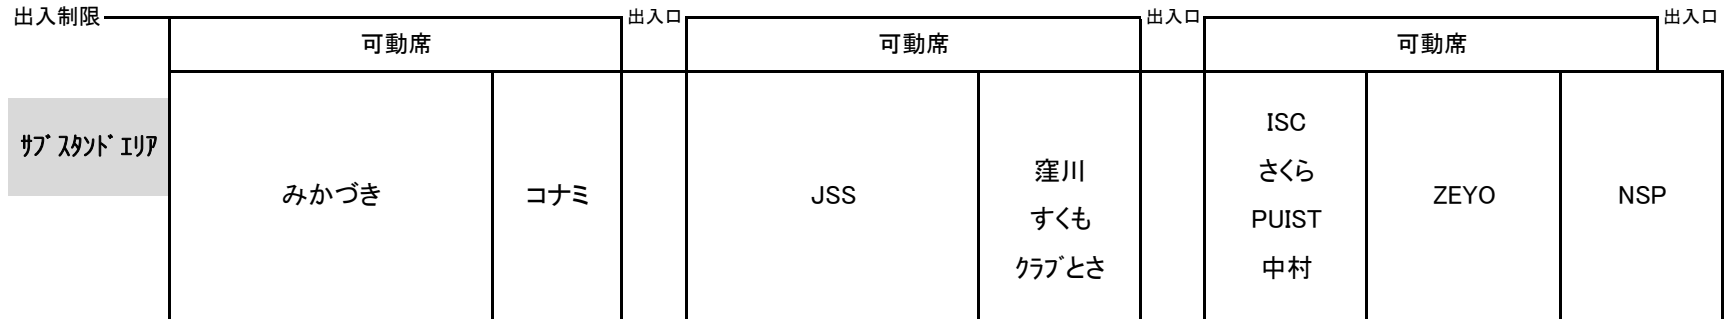 出入制限
出入口
出入口
出入口
可動席
可動席
可動席
ｻﾌﾞｽﾀﾝﾄﾞｴﾘｱ
みかづき
コナミ
JSS
窪川
すくも
ｸﾗﾌﾞとさ
ISC
さくら
PUIST
中村
ZEYO
NSP